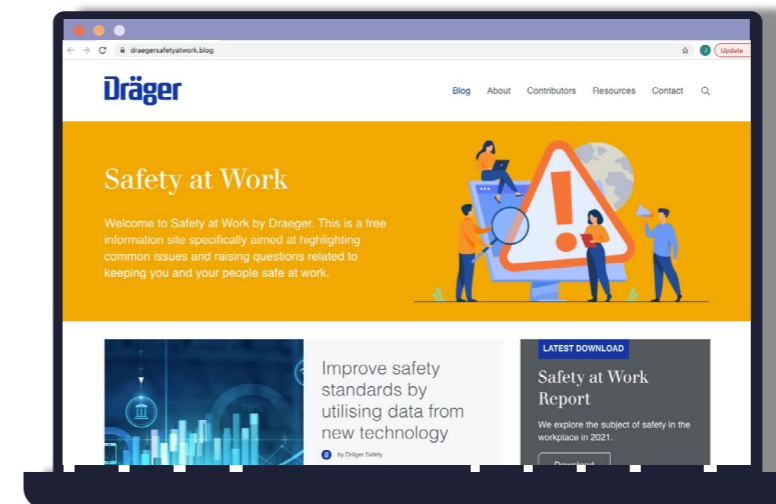 draegersafetyatwork.blog
J
Update
Dräger
Blog About Contributors Resources Contact
Safety at Work
Welcome to Safety at Work by Draeger. This is a free
information site specifically aimed at highlighting
common issues and raising questions related to
keeping you and your people safe at work.
Improve safety
standards by
utilising data from
new technology
by Dräger Safety
LATEST DOWNLOAD
Safety at Work
Report
We explore the subject of safety in the
workplace in 2021.
Download